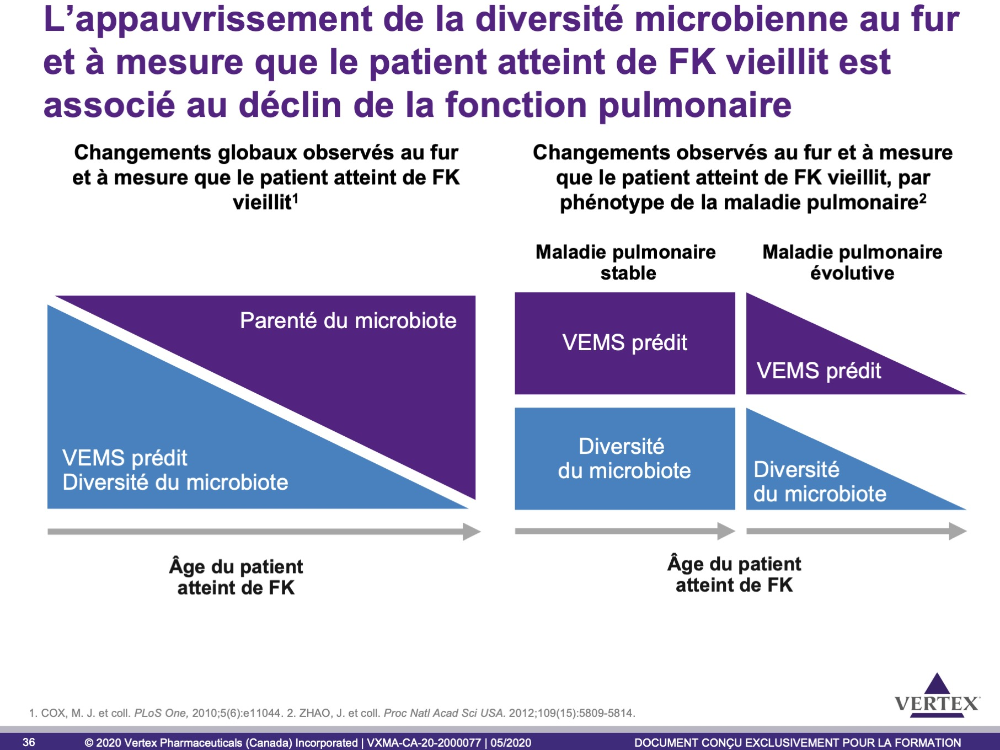 L’appauvrissement de la diversité microbienne au fur
et à mesure que le patient atteint de FK vieillit est
associé au déclin de la fonction pulmonaire
Changements globaux observés au fur
et à mesure que le patient atteint de FK
vieillit1
Parenté du microbiote
VEMS prédit
Diversité du microbiote
Âge du patient
atteint de FK
Changements observés au fur et à mesure
que le patient atteint de FK vieillit, par
phénotype de la maladie pulmonaire2
Maladie pulmonaire
stable
Maladie pulmonaire
évolutive
VEMS prédit
VEMS prédit
Diversité
du microbiote
Diversité
du microbiote
Âge du patient
atteint de FK
VERTEX
1. COX, M. J. et coll. PLoS One, 2010;5(6):e11044. 2. ZHAO, J. et coll. Proc Natl Acad Sci USA. 2012;109(15):5809-5814.
36 © 2020 Vertex Pharmaceuticals (Canada) Incorporated | VXMA-CA-20-2000077 | 05/2020 DOCUMENT CONÇU EXCLUSIVEMENT POUR LA FORMATION